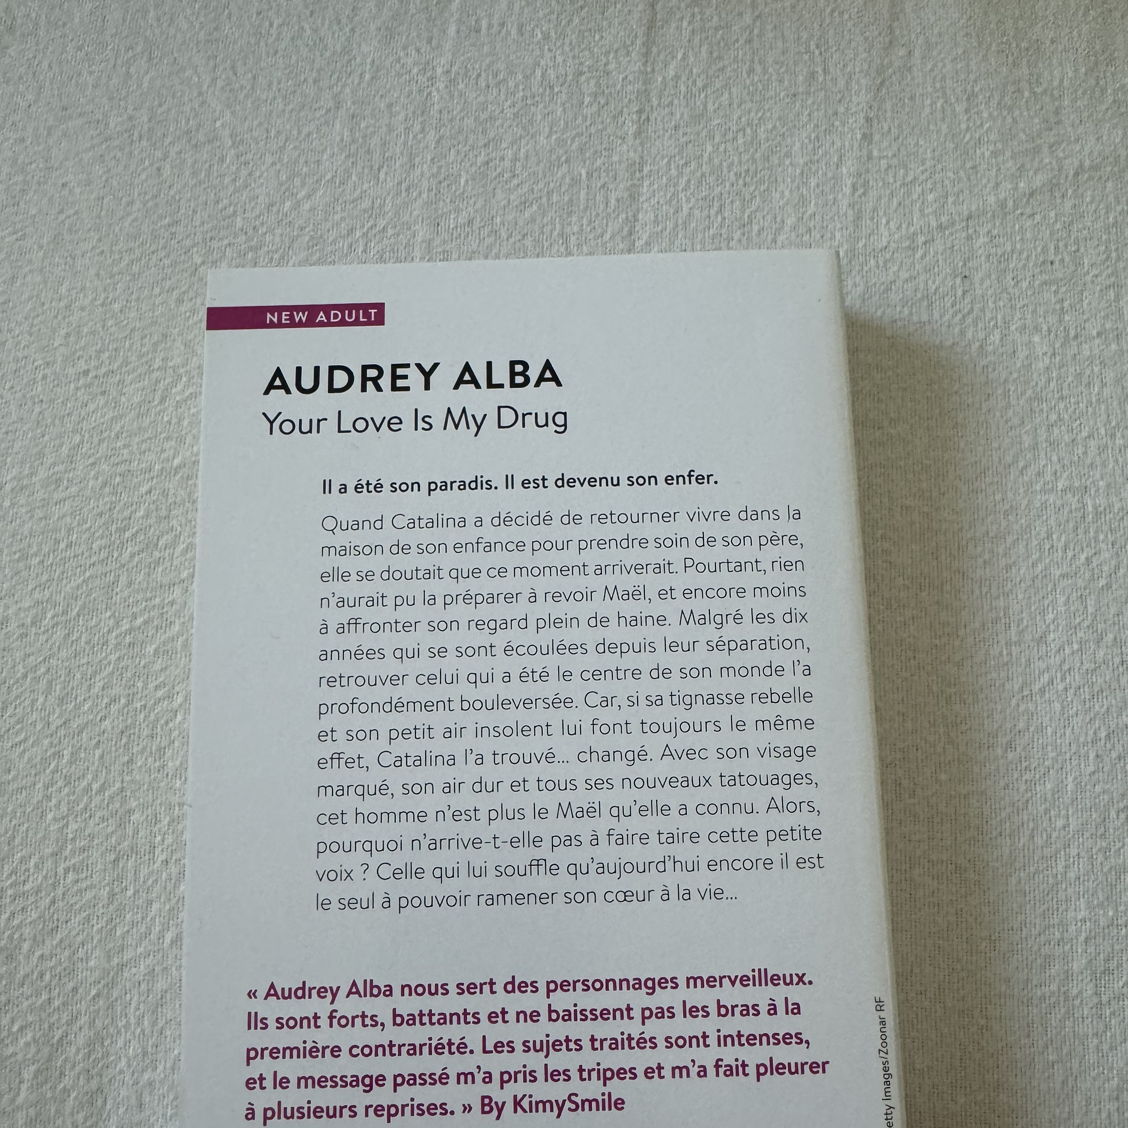 NEW ADULT
AUDREY ALBA
Your Love Is My Drug
Il a été son paradis. Il est devenu son enfer.
Quand Catalina a décidé de retourner vivre dans la
maison de son enfance pour prendre soin de son père,
elle se doutait que ce moment arriverait. Pourtant, rien
n'aurait pu la préparer à revoir Maël, et encore moins
à affronter son regard plein de haine. Malgré les dix
années qui se sont écoulées depuis leur séparation,
retrouver celui qui a été le centre de son monde l'a
profondément bouleversée. Car, si sa tignasse rebelle
et son petit air insolent lui font toujours le même
effet, Catalina l'a trouvé... changé. Avec son visage
marqué, son air dur et tous ses nouveaux tatouages,
cet homme n'est plus le Maël qu'elle a connu. Alors,
pourquoi n'arrive-t-elle pas à faire taire cette petite
voix ? Celle qui lui souffle qu'aujourd'hui encore il est
le seul à pouvoir ramener son cœur à la vie...
« Audrey Alba nous sert des personnages merveilleux.
Ils sont forts, battants et ne baissent pas les bras à la
première contrariété. Les sujets traités sont intenses,
et le message passé m'a pris les tripes et m'a fait pleurer
à plusieurs reprises. » By KimySmile
etty Images/Zoonar RF